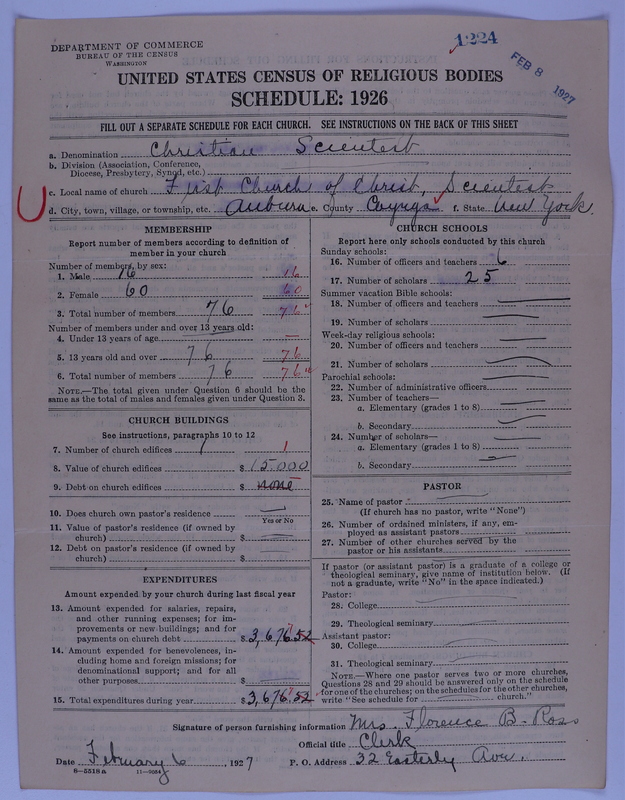 DEPARTMENT OF COMMERCE
BUREAU OF THE CENSUS
WASHINGTON
1224
FEB 8 1927
UNITED STATES CENSUS OF RELIGIOUS BODIES
SCHEDULE: 1926
FILL OUT A SEPARATE SCHEDULE FOR EACH CHURCH. SEE INSTRUCTIONS ON THE BACK OF THIS SHEET
a. Denomination Christian Scientist
b. Division (Association, Conference,
Diocese, Presbytery, Synod, etc.)
c. Local name of church First Church of Christ, Scientist
d. City, town, village, or township, etc. Auburn e. County Cayuga f. State New York.
MEMBERSHIP
Report number of members according to definition of
member in your church
Number of members, by sex:
1. Male 16 16
2. Female 60 60
3. Total number of members 76 76
Number of members under and over 13 years old:
4. Under 13 years of age
5. 13 years old and over 76 76
6. Total number of members 76 76
NOTE.—The total given under Question 6 should be the
same as the total of males and females given under Question 3.
CHURCH BUILDINGS
See instructions, paragraphs 10 to 12
7. Number of church edifices 1 1
8. Value of church edifices $ 15,000
9. Debt on church edifices $ none
10. Does church own pastor's residence
Yes or No
11. Value of pastor's residence (if owned by
church) $
12. Debt on pastor's residence (if owned by
church) $
EXPENDITURES
Amount expended by your church during last fiscal year
13. Amount expended for salaries, repairs,
and other running expenses; for im-
provements or new buildings; and for
payments on church debt $ 3,676.52
14. Amount expended for benevolences, in-
cluding home and foreign missions; for
denominational support; and for all
other purposes $
15. Total expenditures during year $ 3,676.52
CHURCH SCHOOLS
Report here only schools conducted by this church
Sunday schools:
16. Number of officers and teachers 6
17. Number of scholars 25
Summer vacation Bible schools:
18. Number of officers and teachers
19. Number of scholars
Week-day religious schools:
20. Number of officers and teachers
21. Number of scholars
Parochial schools:
22. Number of administrative officers
23. Number of teachers—
a. Elementary (grades 1 to 8)
b. Secondary
24. Number of scholars—
a. Elementary (grades 1 to 8)
b. Secondary
PASTOR
25. Name of pastor
(If church has no pastor, write "None")
26. Number of ordained ministers, if any, em-
ployed as assistant pastors
27. Number of other churches served by the
pastor or his assistants
If pastor (or assistant pastor) is a graduate of a college or
theological seminary, give name of institution below. (If
not a graduate, write "No" in the space indicated.)
Pastor:
28. College
29. Theological seminary
Assistant pastor:
30. College
31. Theological seminary
NOTE.—Where one pastor serves two or more churches,
Questions 28 and 29 should be answered only on the schedule
for one of the churches; on the schedules for the other churches,
write "See schedule for church."
Signature of person furnishing information Mrs. Florence B. Ross
Official title Clerk
Date February 6, 1927 P. O. Address 32 Easterly Ave.
8—5518 a 11—9084